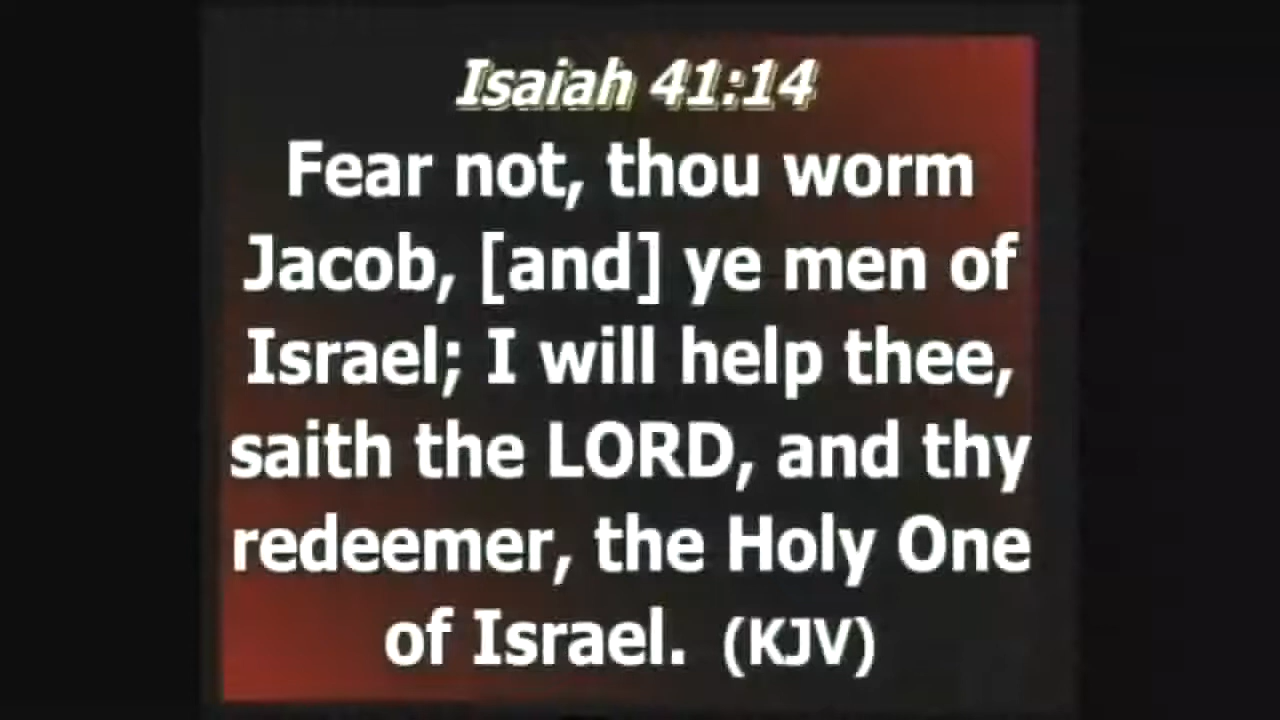 Isaiah 41:14
Fear not, thou worm
Jacob, [and] ye men of
Israel; I will help thee,
saith the LORD, and thy
redeemer, the Holy One
of Israel. (KJV)